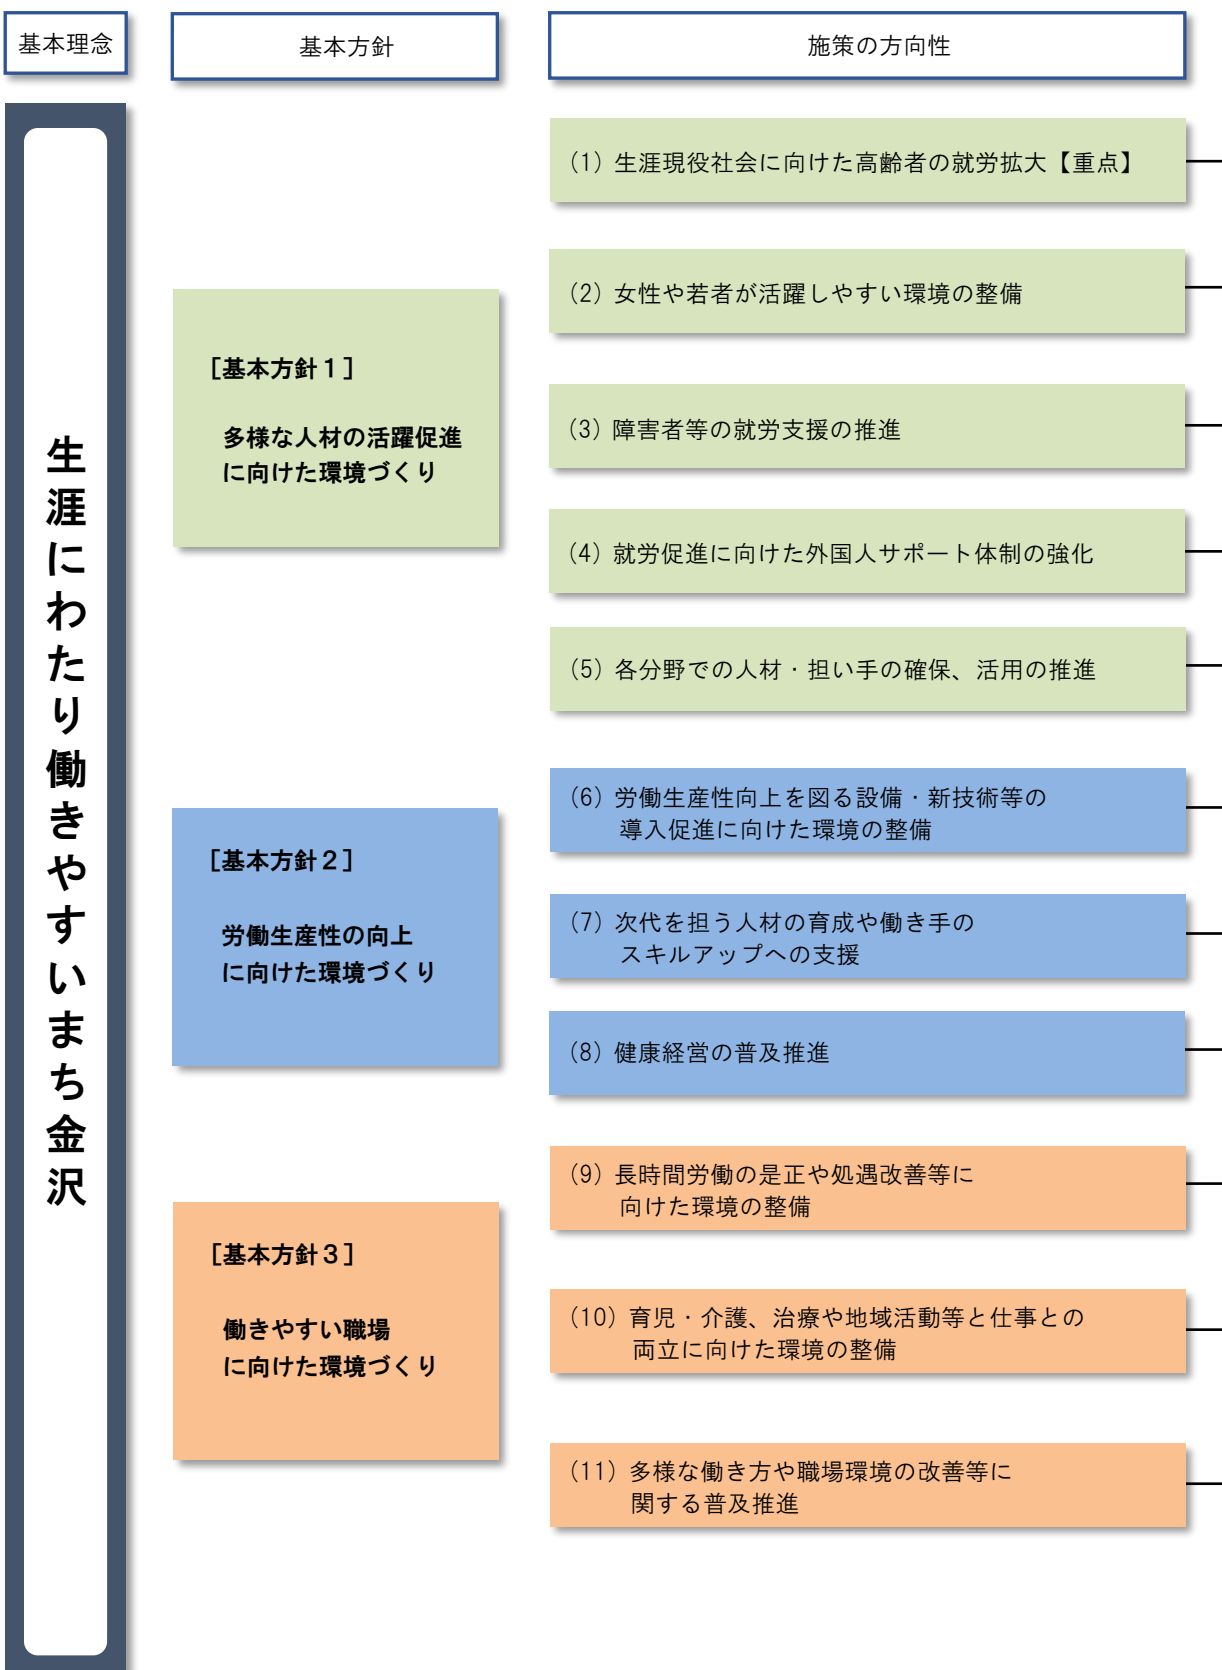 基本理念
基本方針
施策の方向性
生涯にわたり働きやすいまち金沢
［基本方針１］
多様な人材の活躍促進
に向けた環境づくり
(1) 生涯現役社会に向けた高齢者の就労拡大【重点】
(2) 女性や若者が活躍しやすい環境の整備
(3) 障害者等の就労支援の推進
(4) 就労促進に向けた外国人サポート体制の強化
(5) 各分野での人材・担い手の確保、活用の推進
［基本方針２］
労働生産性の向上
に向けた環境づくり
(6) 労働生産性向上を図る設備・新技術等の
導入促進に向けた環境の整備
(7) 次代を担う人材の育成や働き手の
スキルアップへの支援
(8) 健康経営の普及推進
［基本方針３］
働きやすい職場
に向けた環境づくり
(9) 長時間労働の是正や処遇改善等に
向けた環境の整備
(10) 育児・介護、治療や地域活動等と仕事との
両立に向けた環境の整備
(11) 多様な働き方や職場環境の改善等に
関する普及推進